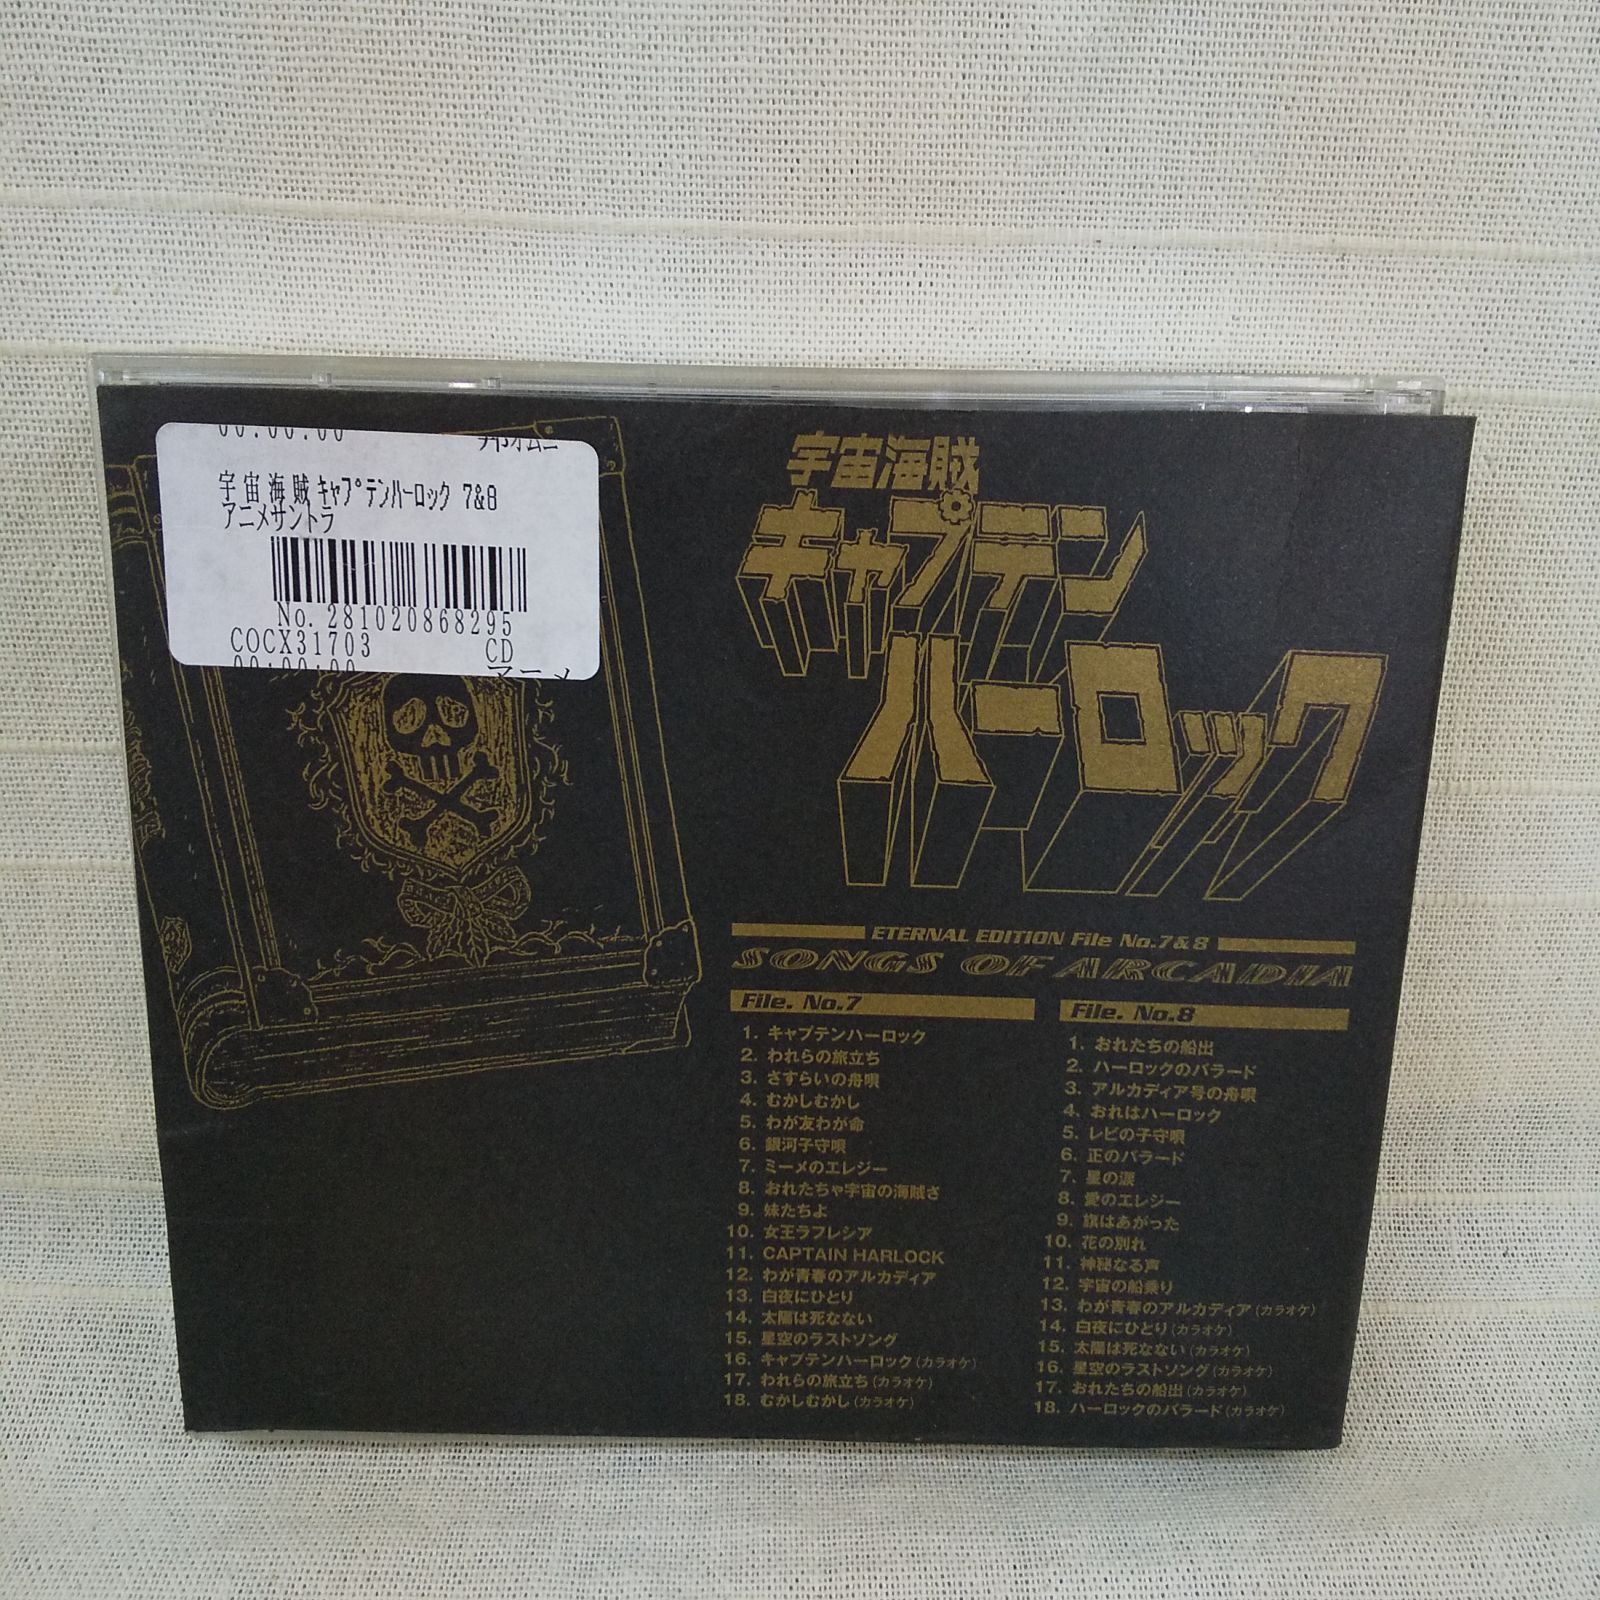 00:00:00
宇宙海賊ｷｬﾌﾟﾃﾝﾊｰﾛｯｸ 7&8
アニメサントラ
No. 281020868295
COCX31703 CD
00:00:00 アニメ
宇宙海賊
キャプテン
ハーロック
ETERNAL EDITION File No.7&8
SONGS OF ARCADIA
File. No.7
1. キャプテンハーロック
2. われらの旅立ち
3. さすらいの舟唄
4. むかしむかし
5. わが友わが命
6. 銀河子守唄
7. ミーメのエレジー
8. おれたちゃ宇宙の海賊さ
9. 妹たちよ
10. 女王ラフレシア
11. CAPTAIN HARLOCK
12. わが青春のアルカディア
13. 白夜にひとり
14. 太陽は死なない
15. 星空のラストソング
16. キャプテンハーロック(カラオケ)
17. われらの旅立ち(カラオケ)
18. むかしむかし(カラオケ)
File. No.8
1. おれたちの船出
2. ハーロックのバラード
3. アルカディア号の舟唄
4. おれはハーロック
5. レビの子守唄
6. 正のバラード
7. 星の涙
8. 愛のエレジー
9. 旗はあがった
10. 花の別れ
11. 神秘なる声
12. 宇宙の船乗り
13. わが青春のアルカディア(カラオケ)
14. 白夜にひとり(カラオケ)
15. 太陽は死なない(カラオケ)
16. 星空のラストソング(カラオケ)
17. おれたちの船出(カラオケ)
18. ハーロックのバラード(カラオケ)